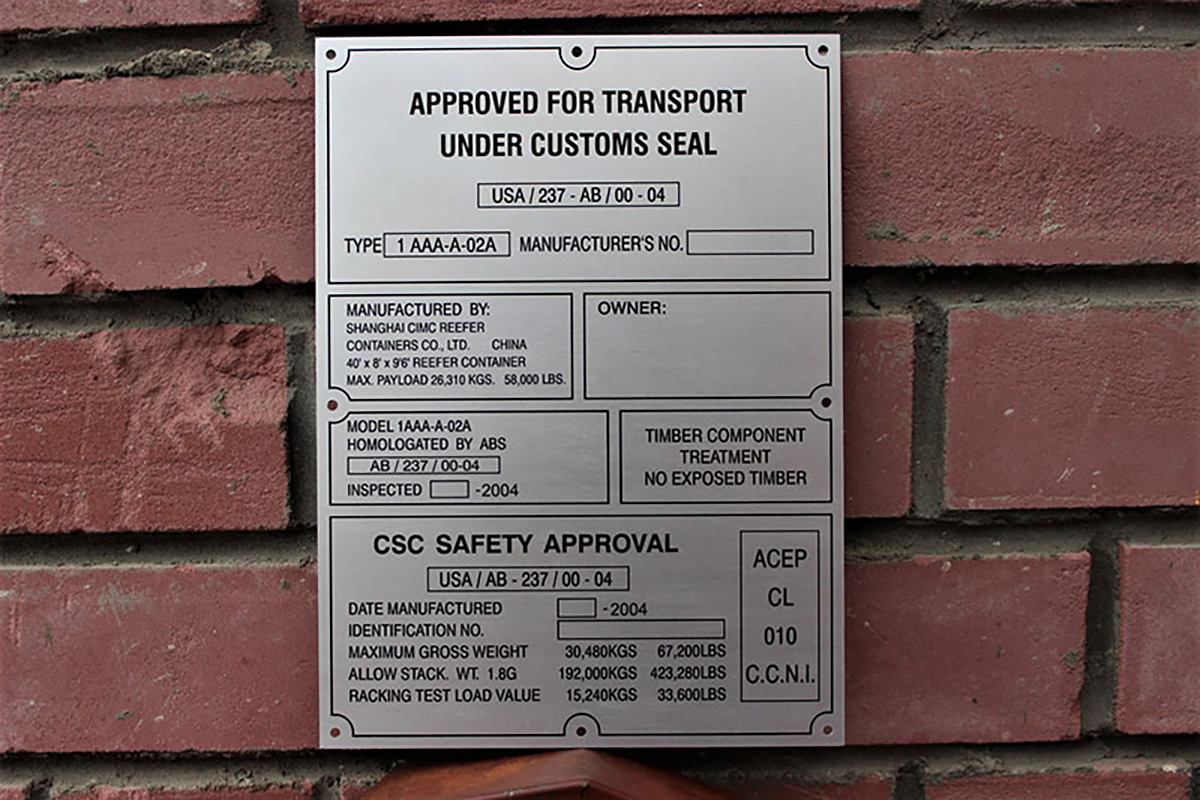 APPROVED FOR TRANSPORT
UNDER CUSTOMS SEAL
USA / 237 - AB / 00 - 04
TYPE 1 AAA-A-02A MANUFACTURER'S NO.
MANUFACTURED BY:
SHANGHAI CIMC REEFER
CONTAINERS CO., LTD. CHINA
40' x 8' x 9'6' REEFER CONTAINER
MAX. PAYLOAD 26,310 KGS. 58,000 LBS.
OWNER:
MODEL 1AAA-A-02A
HOMOLOGATED BY ABS
AB / 237 / 00-04
INSPECTED -2004
TIMBER COMPONENT
TREATMENT
NO EXPOSED TIMBER
CSC SAFETY APPROVAL
USA / AB - 237 / 00 - 04
DATE MANUFACTURED -2004
IDENTIFICATION NO.
MAXIMUM GROSS WEIGHT 30,480KGS 67,200LBS
ALLOW STACK. WT. 1.8G 192,000KGS 423,280LBS
RACKING TEST LOAD VALUE 15,240KGS 33,600LBS
ACEP
CL
010
C.C.N.I.